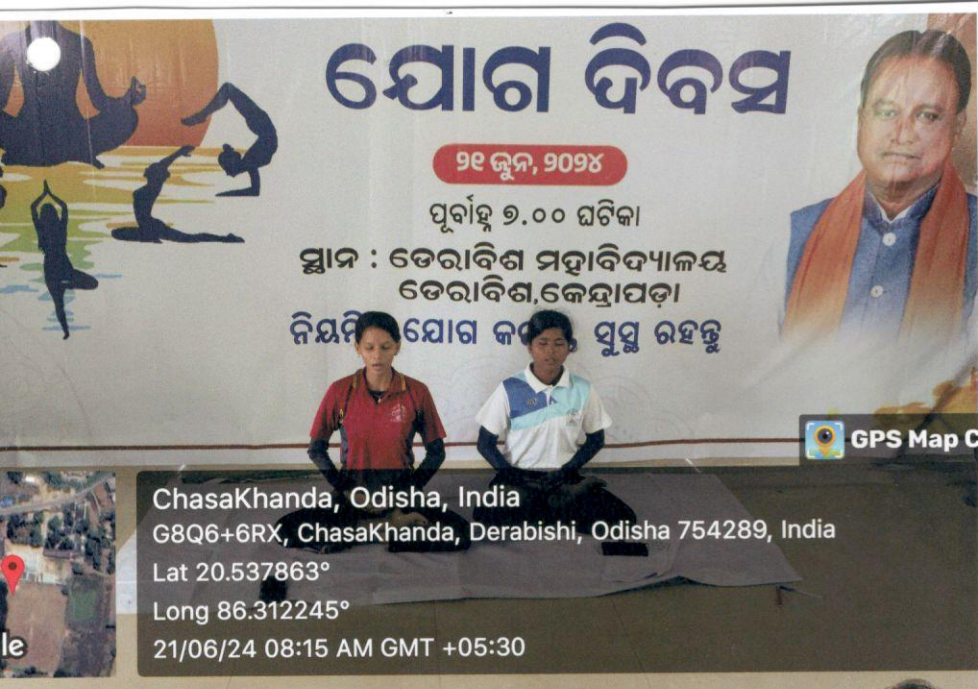 ଯୋଗ ଦିବସ
୨୧ ଜୁନ, ୨୦୨୪
ପୂର୍ବାହ୍ନ ୭.୦୦ ଘଟିକା
ସ୍ଥାନ : ଡେରାବିଶ ମହାବିଦ୍ୟାଳୟ
ଡେରାବିଶ,କେନ୍ଦ୍ରାପଡ଼ା
ଯୋଗ ସୁସ୍ଥ ରହନ୍ତୁ
GPS Map C
ChasaKhanda, Odisha, India
G8Q6+6RX, ChasaKhanda, Derabishi, Odisha 754289, India
Lat 20.537863°
Long 86.312245°
21/06/24 08:15 AM GMT +05:30
le